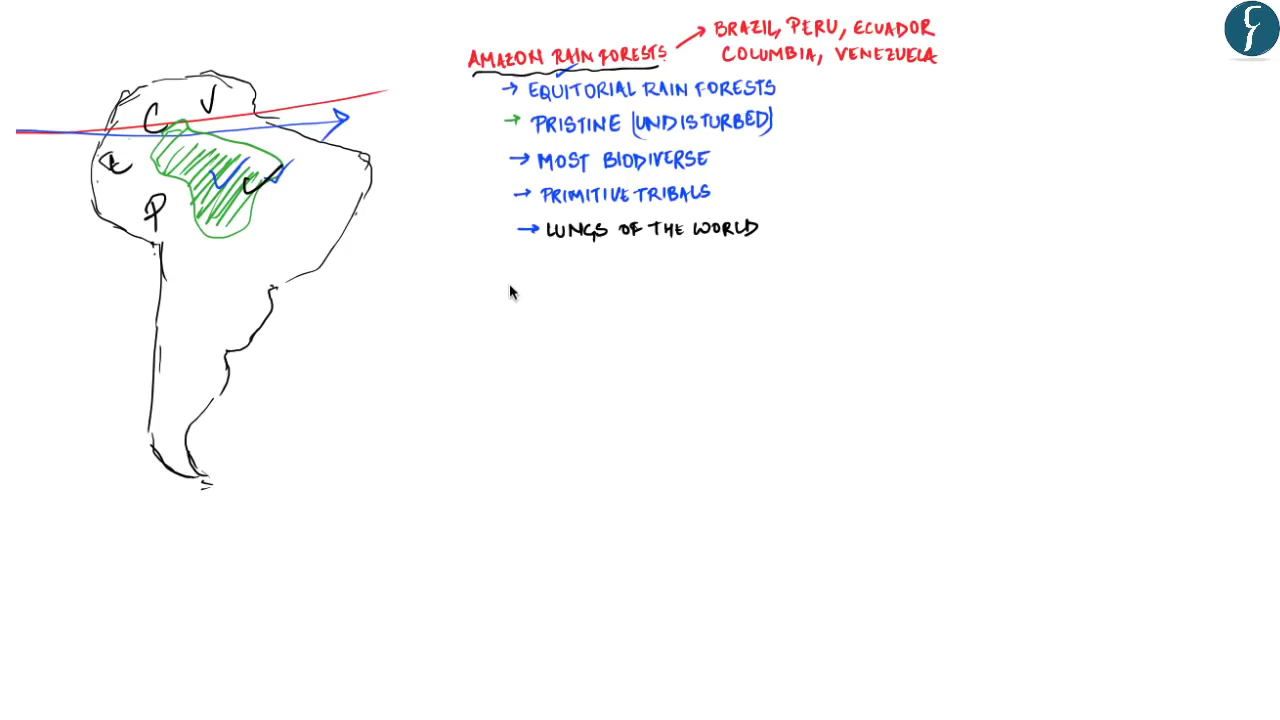 BRAZIL, PERU, ECUADOR
AMAZON RAIN FORESTS → COLUMBIA, VENEZUELA
→ EQUITORIAL RAIN FORESTS
→ PRISTINE (UNDISTURBED)
→ MOST BIODIVERSE
→ PRIMITIVE TRIBALS
→ LUNGS OF THE WORLD
V
C
E
P